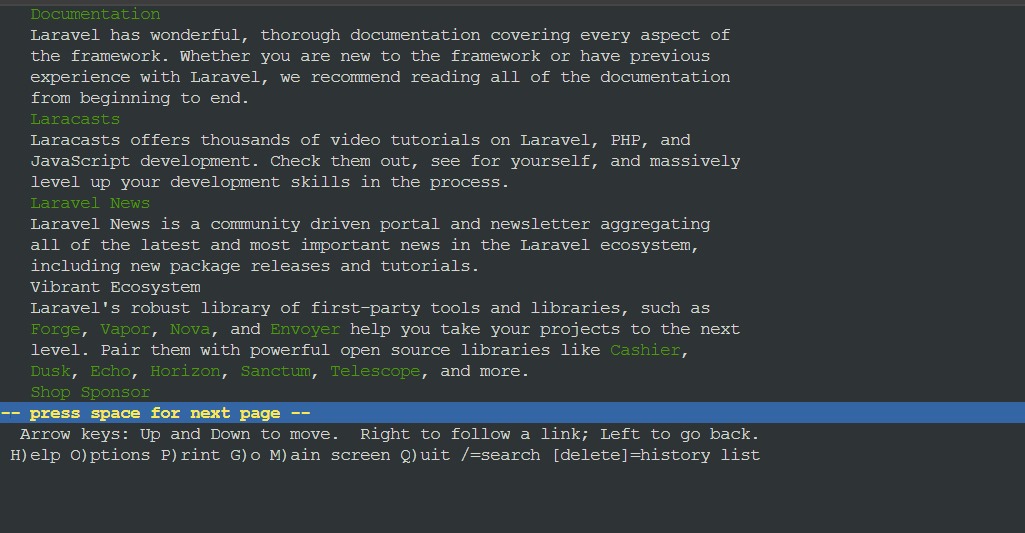 Documentation
Laravel has wonderful, thorough documentation covering every aspect of
the framework. Whether you are new to the framework or have previous
experience with Laravel, we recommend reading all of the documentation
from beginning to end.
Laracasts
Laracasts offers thousands of video tutorials on Laravel, PHP, and
JavaScript development. Check them out, see for yourself, and massively
level up your development skills in the process.
Laravel News
Laravel News is a community driven portal and newsletter aggregating
all of the latest and most important news in the Laravel ecosystem,
including new package releases and tutorials.
Vibrant Ecosystem
Laravel's robust library of first-party tools and libraries, such as
Forge, Vapor, Nova, and Envoyer help you take your projects to the next
level. Pair them with powerful open source libraries like Cashier,
Dusk, Echo, Horizon, Sanctum, Telescope, and more.
Shop Sponsor
-- press space for next page --
Arrow keys: Up and Down to move.  Right to follow a link; Left to go back.
H)elp O)ptions P)rint G)o M)ain screen Q)uit /=search [delete]=history list